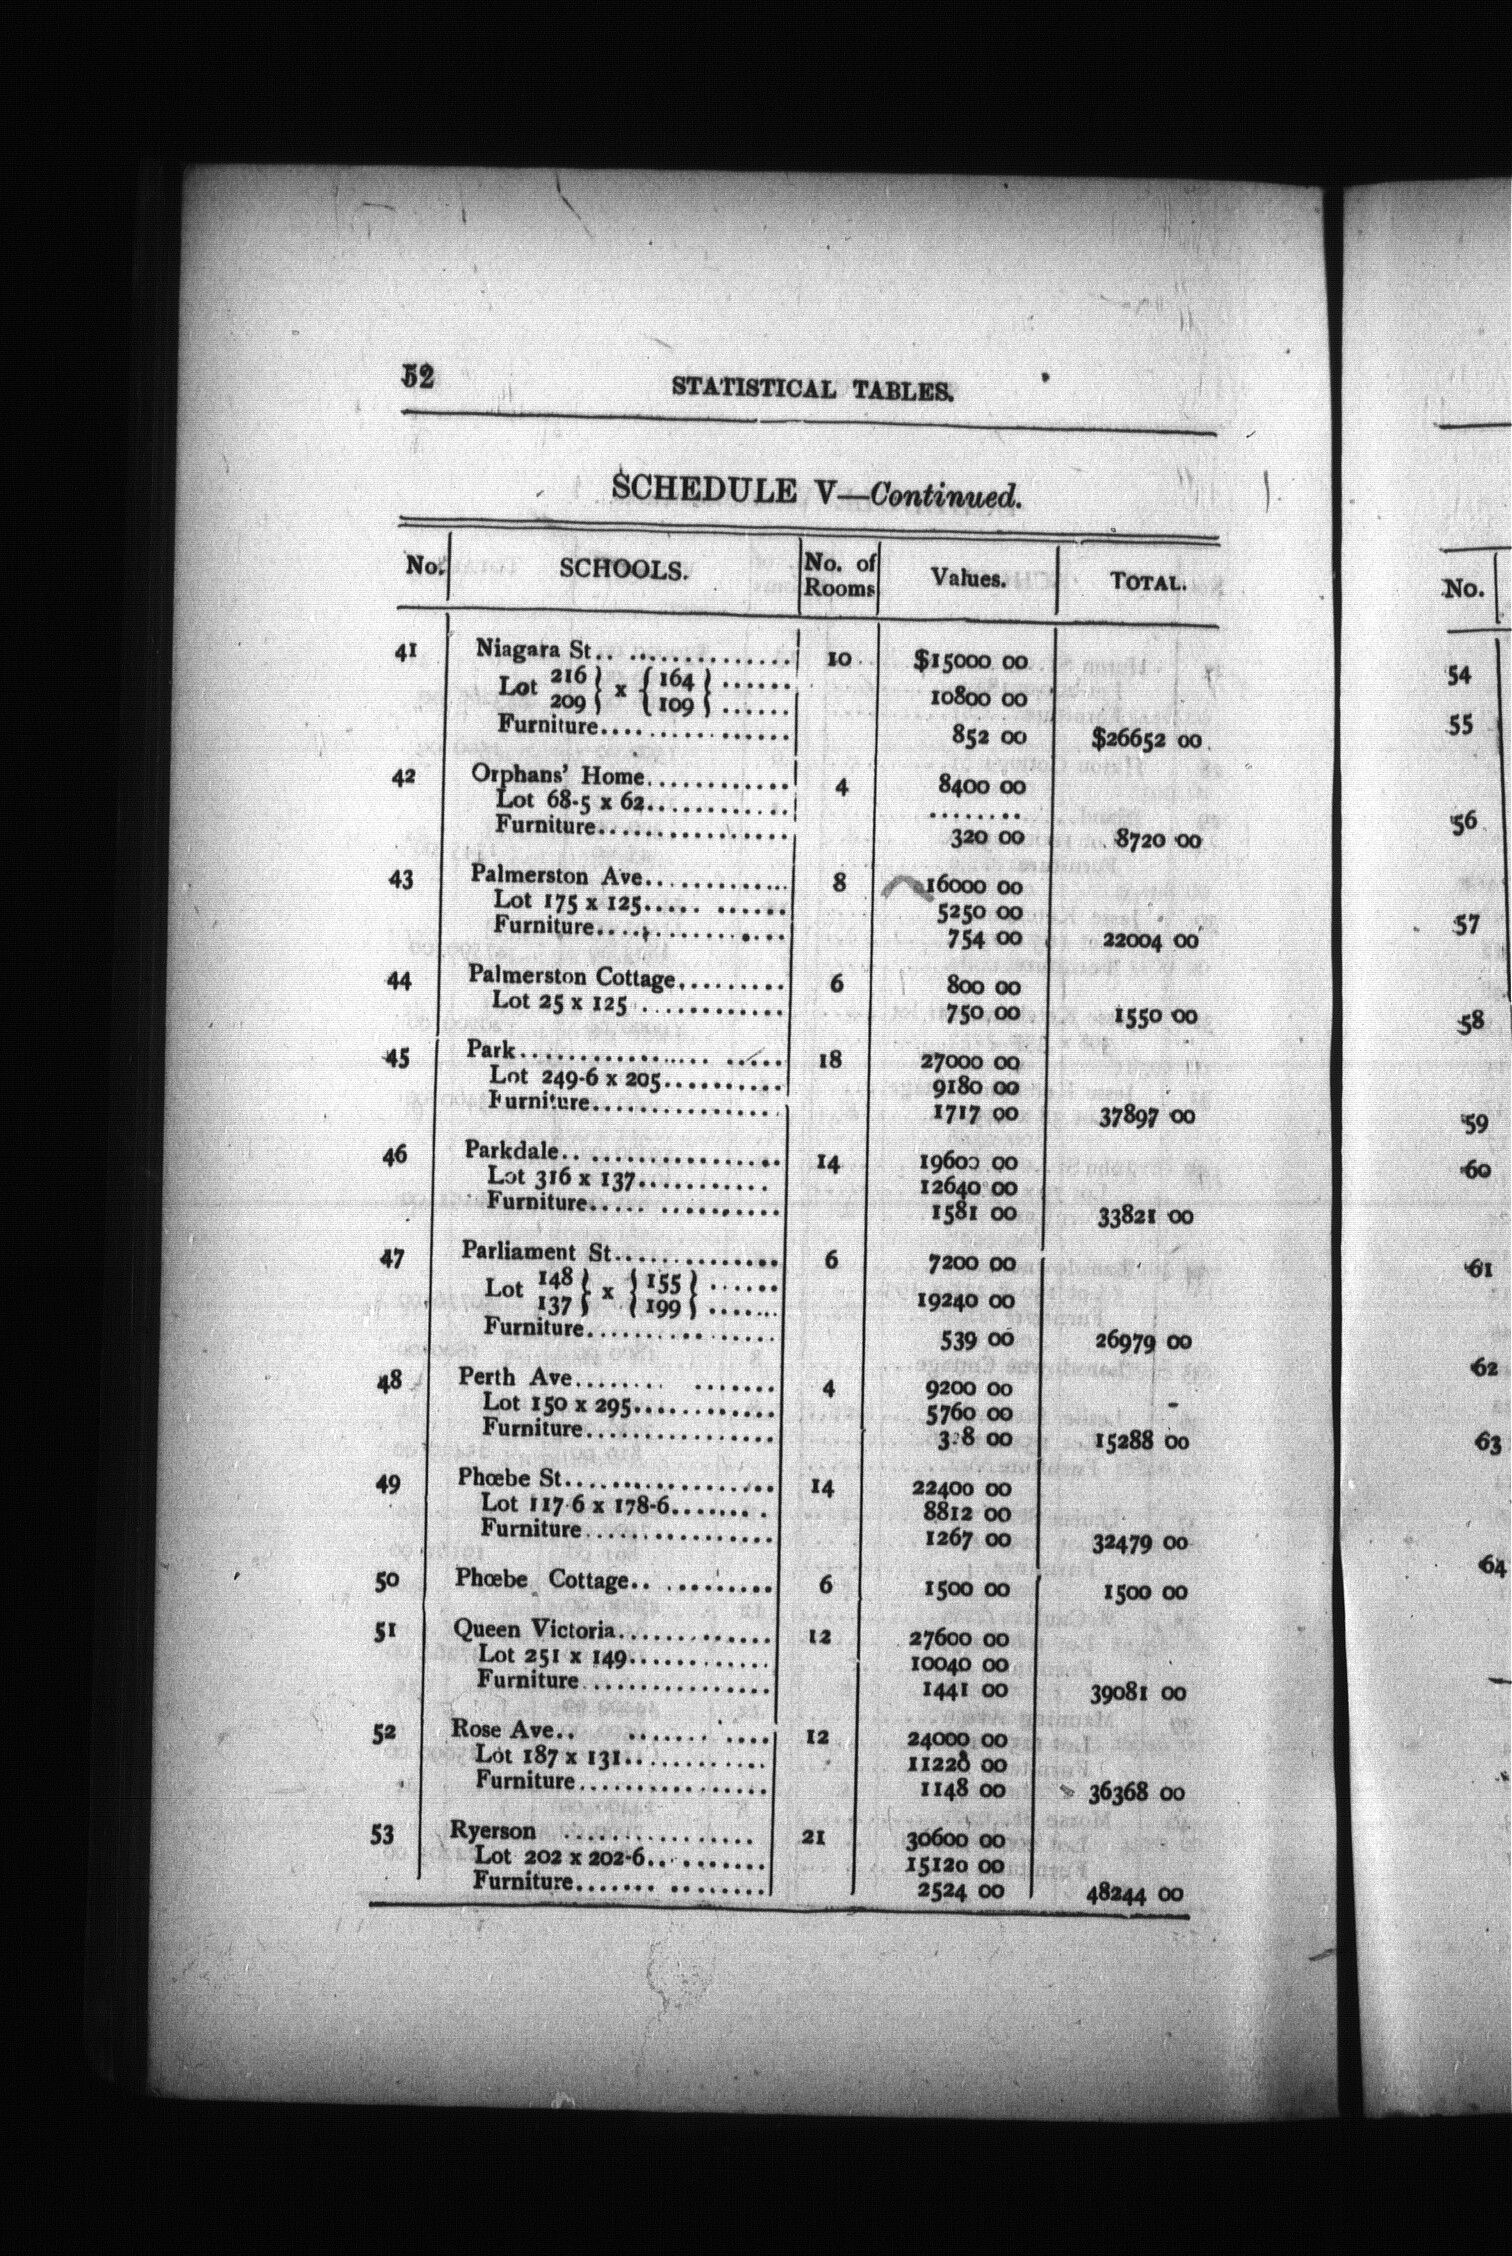 52
STATISTICAL TABLES.
SCHEDULE V—Continued.
No. SCHOOLS. No. of Rooms Values. TOTAL.
41 Niagara St.. .............. 10 $15000 00
Lot 216 209 } x { 164 109 } ...... 10800 00
Furniture.... ........... 852 00 $26652 00
42 Orphans' Home............ 4 8400 00
Lot 68-5 x 62............ ........
Furniture............... 320 00 8720 00
43 Palmerston Ave............ 8 16000 00
Lot 175 x 125..... ...... 5250 00
Furniture............... 754 00 22004 00
44 Palmerston Cottage......... 6 800 00
Lot 25 x 125 ........... 750 00 1550 00
45 Park................ ..... 18 27000 00
Lot 249-6 x 205.......... 9180 00
Furniture............... 1717 00 37897 00
46 Parkdale.. ................ 14 19600 00
Lot 316 x 137........... 12640 00
Furniture..... .......... 1581 00 33821 00
47 Parliament St.............. 6 7200 00
Lot 148 137 } x { 155 199 } ...... 19240 00
Furniture............... 539 00 26979 00
48 Perth Ave........ ....... 4 9200 00
Lot 150 x 295............ 5760 00
Furniture............... 3 8 00 15288 00
49 Phœbe St................. 14 22400 00
Lot 117 6 x 178-6........ 8812 00
Furniture............... 1267 00 32479 00
50 Phœbe Cottage.. ......... 6 1500 00 1500 00
51 Queen Victoria............. 12 27600 00
Lot 251 x 149............ 10040 00
Furniture............... 1441 00 39081 00
52 Rose Ave.. ....... .... 12 24000 00
Lot 187 x 131............ 11220 00
Furniture............... 1148 00 36368 00
53 Ryerson ............... 21 30600 00
Lot 202 x 202-6.......... 15120 00
Furniture....... ........ 2524 00 48244 00
No.
54
55
56
57
58
59
60
61
62
63
64